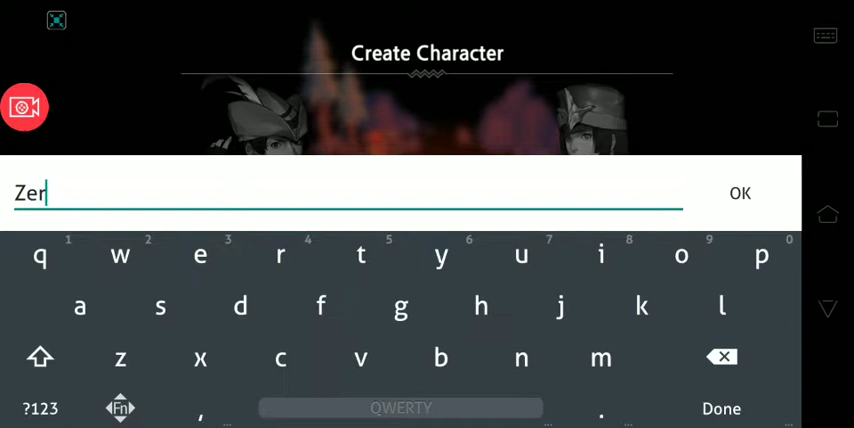 Create Character
Zer
OK
1 2 3 4 5 6 7 8 9 0
q w e r t y u i o p
a s d f g h j k l
z x c v b n m
?123 Fn , QWERTY . Done